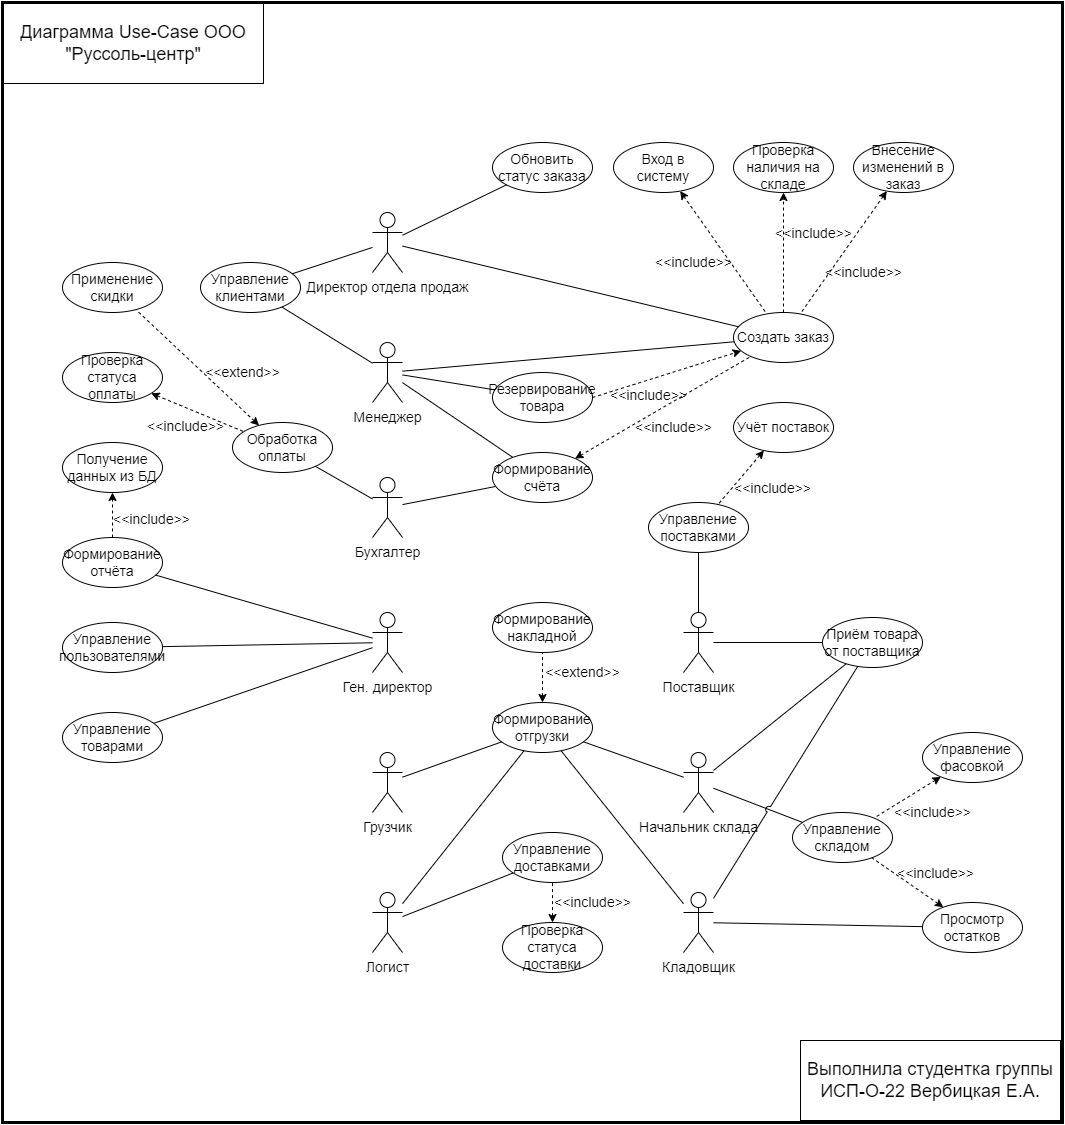 Диаграмма Use-Case ООО
"Руссоль-центр"
Обновить
статус заказа
Вход в
систему
Проверка
наличия на
складе
Внесение
изменений в
заказ
<<include>>
<<include>>
<<include>>
Применение
скидки
Управление
клиентами
Директор отдела продаж
Создать заказ
Проверка
статуса
оплаты
<<extend>>
Менеджер
Резервирование
товара
<<include>>
<<include>>
<<include>>
Обработка
оплаты
Учёт поставок
Получение
данных из БД
Формирование
счёта
<<include>>
<<include>>
Управление
поставками
Бухгалтер
Формирование
отчёта
Формирование
накладной
Управление
пользователями
Ген. директор
<<extend>>
Поставщик
Приём товара
от поставщика
Управление
товарами
Формирование
отгрузки
Управление
фасовкой
Грузчик
Начальник склада
<<include>>
Управление
складом
Управление
доставками
<<include>>
<<include>>
Проверка
статуса
доставки
Просмотр
остатков
Логист
Кладовщик
Выполнила студентка группы
ИСП-О-22 Вербицкая Е.А.